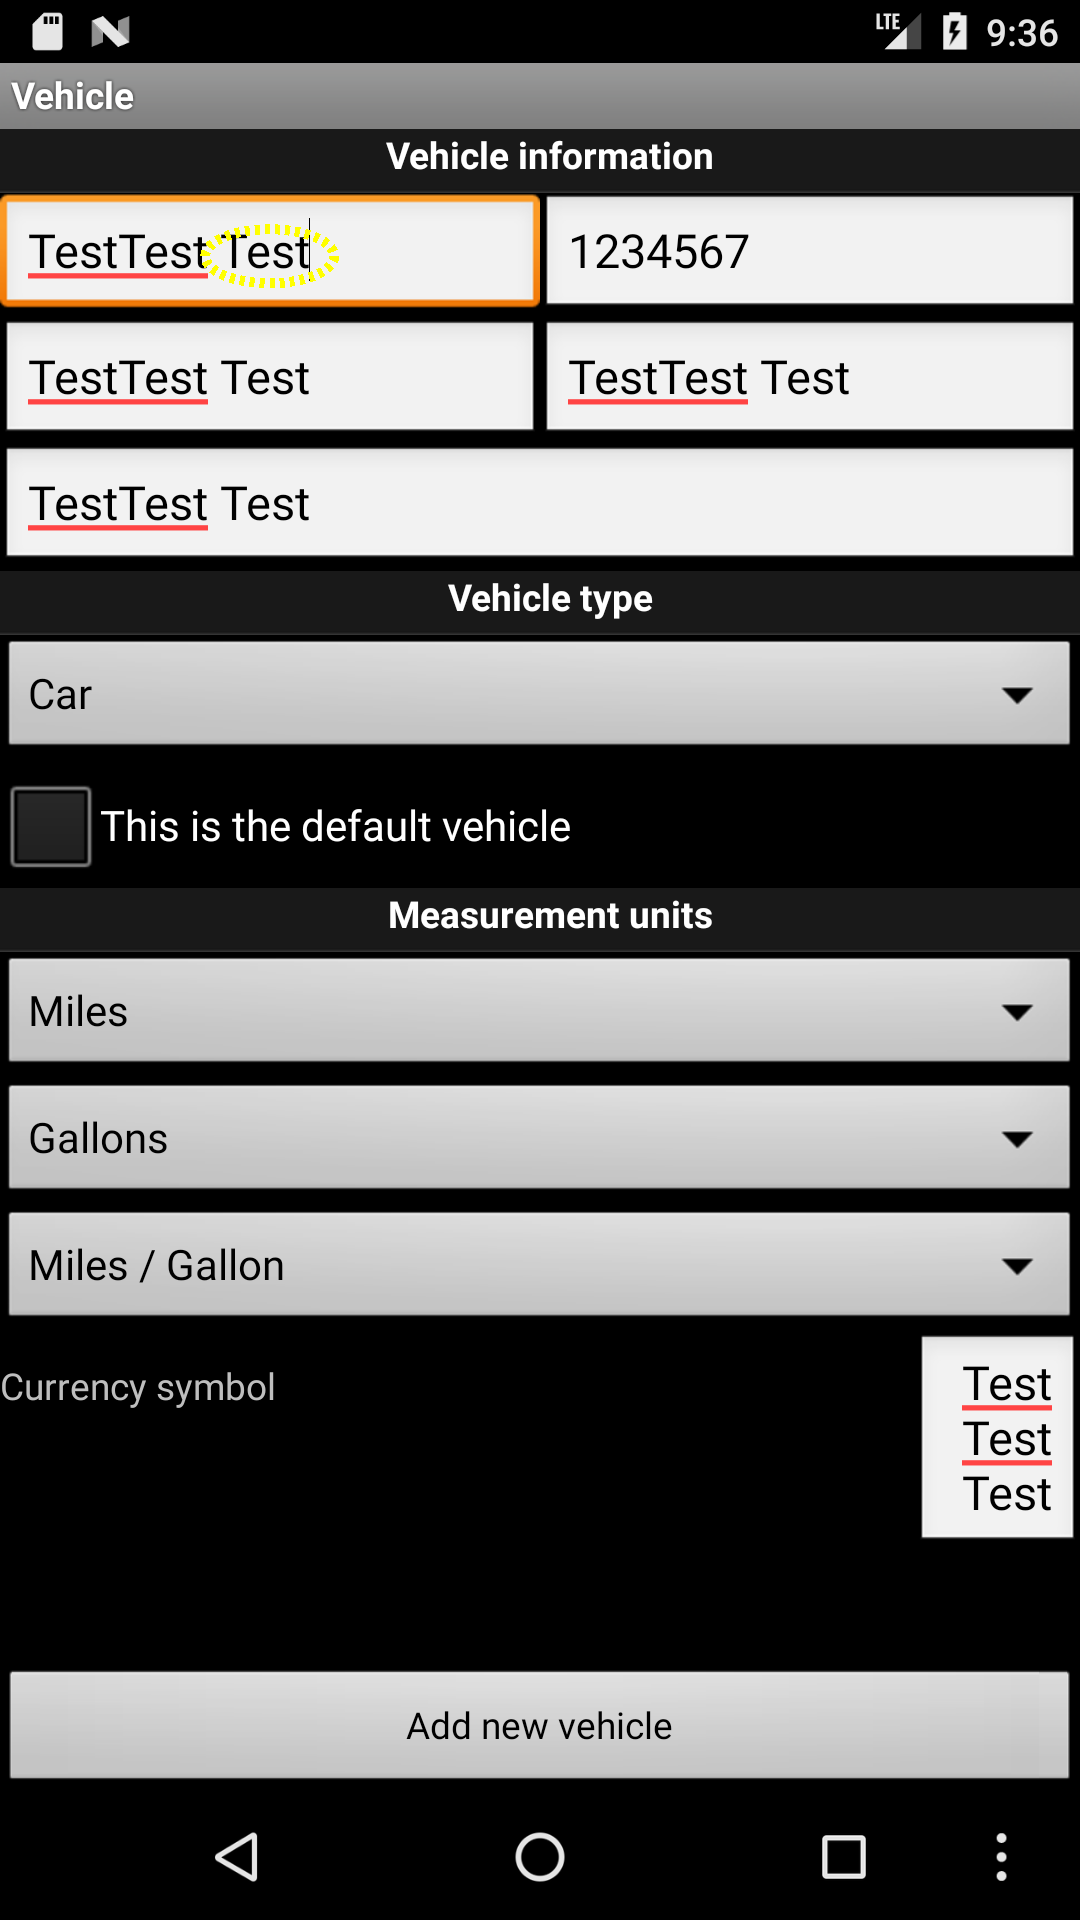 LTE 9:36
Vehicle
Vehicle information
TestTest Test 1234567
TestTest Test TestTest Test
TestTest Test
Vehicle type
Car
This is the default vehicle
Measurement units
Miles
Gallons
Miles / Gallon
Currency symbol Test
Test
Test
Add new vehicle